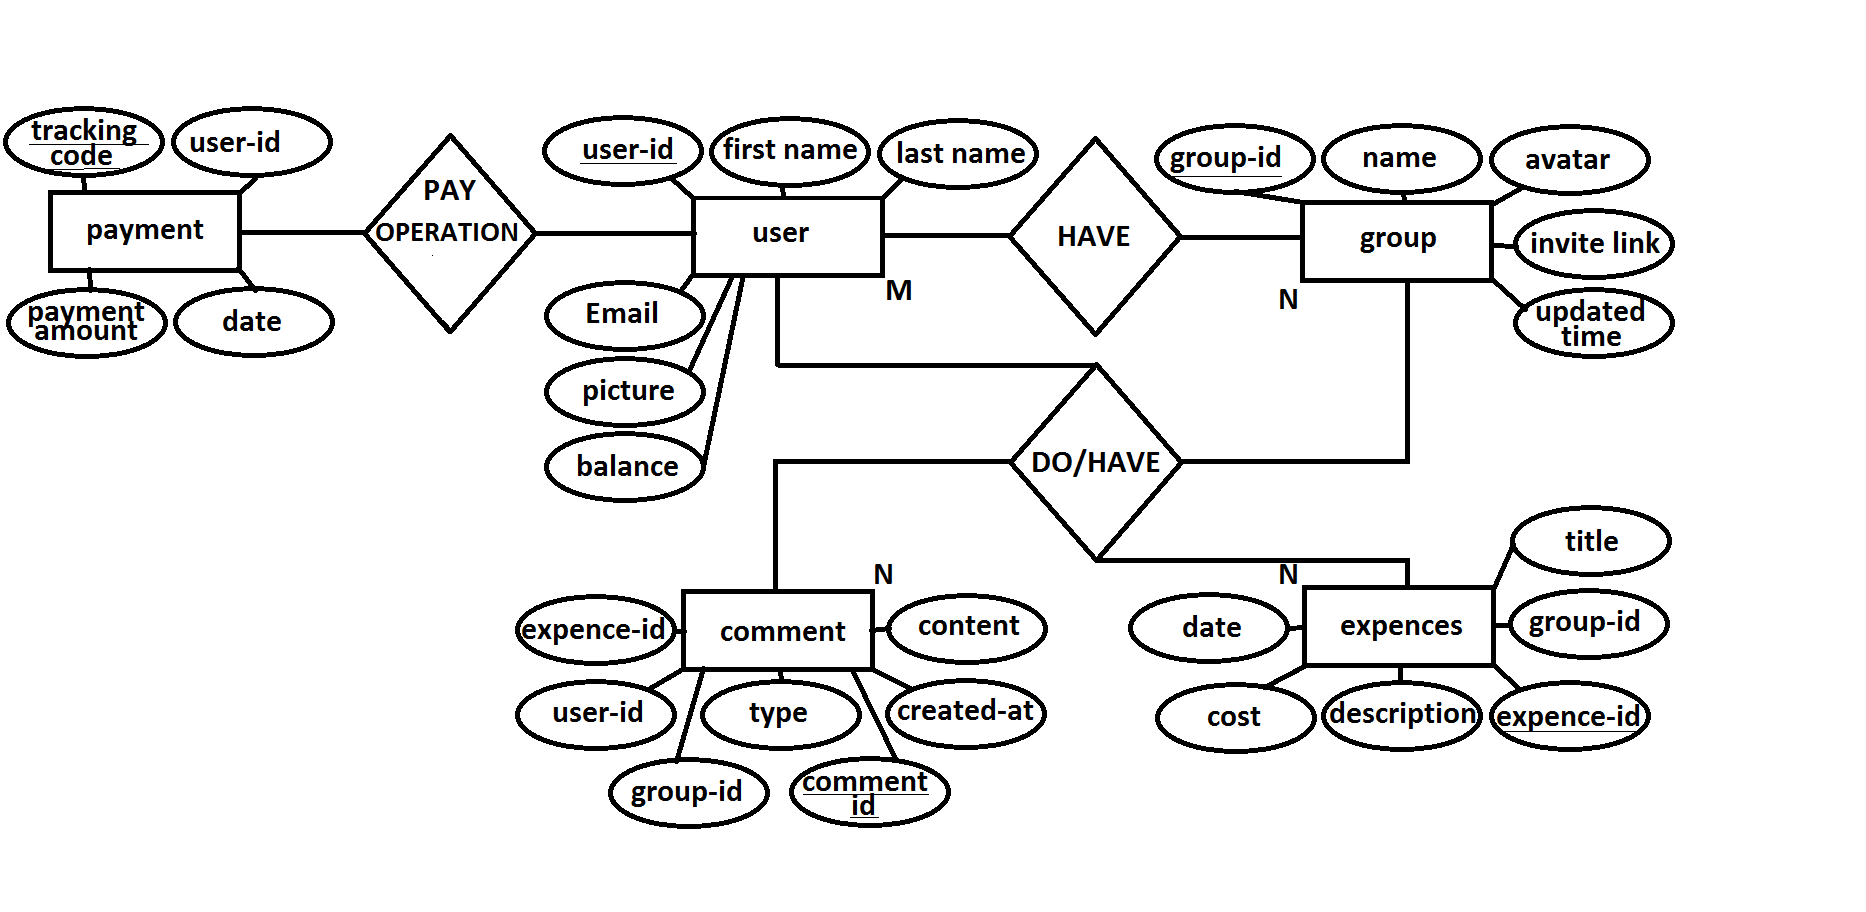 tracking
code
user-id
payment
payment
amount
date
PAY
OPERATION
user-id
first name
last name
user
M
Email
picture
balance
HAVE
group-id
name
avatar
group
N
invite link
updated
time
DO/HAVE
N
expence-id
comment
content
user-id
type
created-at
group-id
comment
id
N
title
date
expences
group-id
cost
description
expence-id